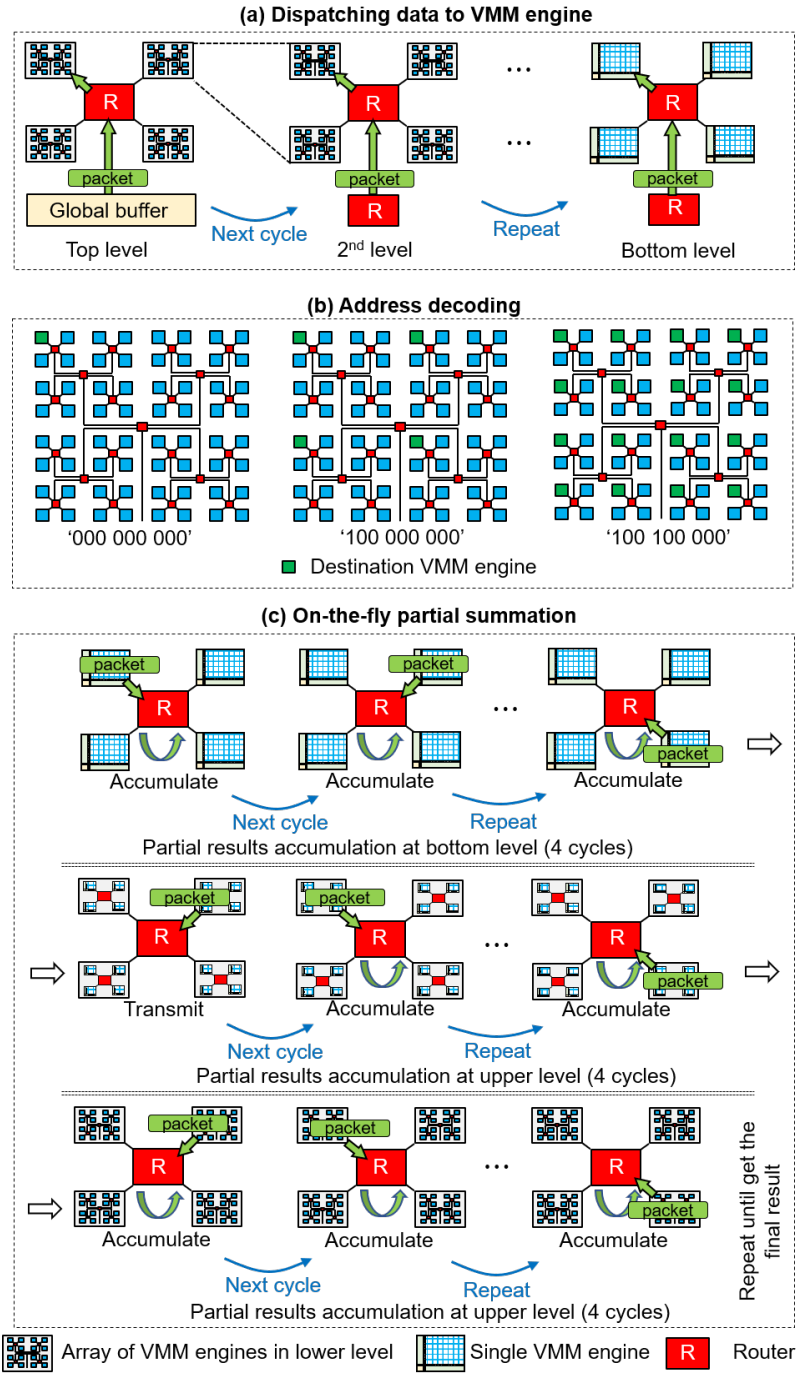 (a) Dispatching data to VMM engine
R R ... R
... 
packet packet packet
Global buffer R R
Next cycle Repeat
Top level 2nd level Bottom level
(b) Address decoding
‘000 000 000’ ‘100 000 000’ ‘100 100 000’
Destination VMM engine
(c) On-the-fly partial summation
packet packet
R R ... R
packet
Accumulate Accumulate Accumulate
Next cycle Repeat
Partial results accumulation at bottom level (4 cycles)
packet packet
R R ... R
packet
Transmit Accumulate Accumulate
Next cycle Repeat
Partial results accumulation at upper level (4 cycles)
packet packet
R R ... R
packet
Accumulate Accumulate Accumulate
Next cycle Repeat
Partial results accumulation at upper level (4 cycles)
Repeat until get the
final result
Array of VMM engines in lower level Single VMM engine R Router